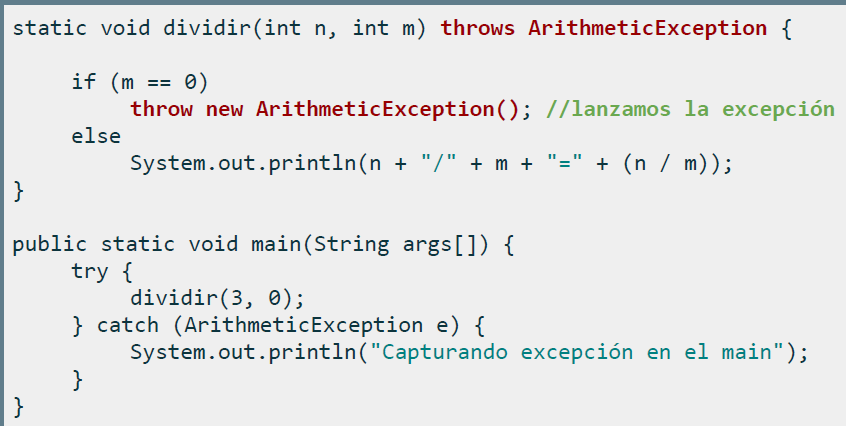 static void dividir(int n, int m) throws ArithmeticException {
if (m == 0)
throw new ArithmeticException(); //lanzamos la excepción
else
System.out.println(n + "/" + m + "=" + (n / m));
}
public static void main(String args[]) {
try {
dividir(3, 0);
} catch (ArithmeticException e) {
System.out.println("Capturando excepción en el main");
}
}